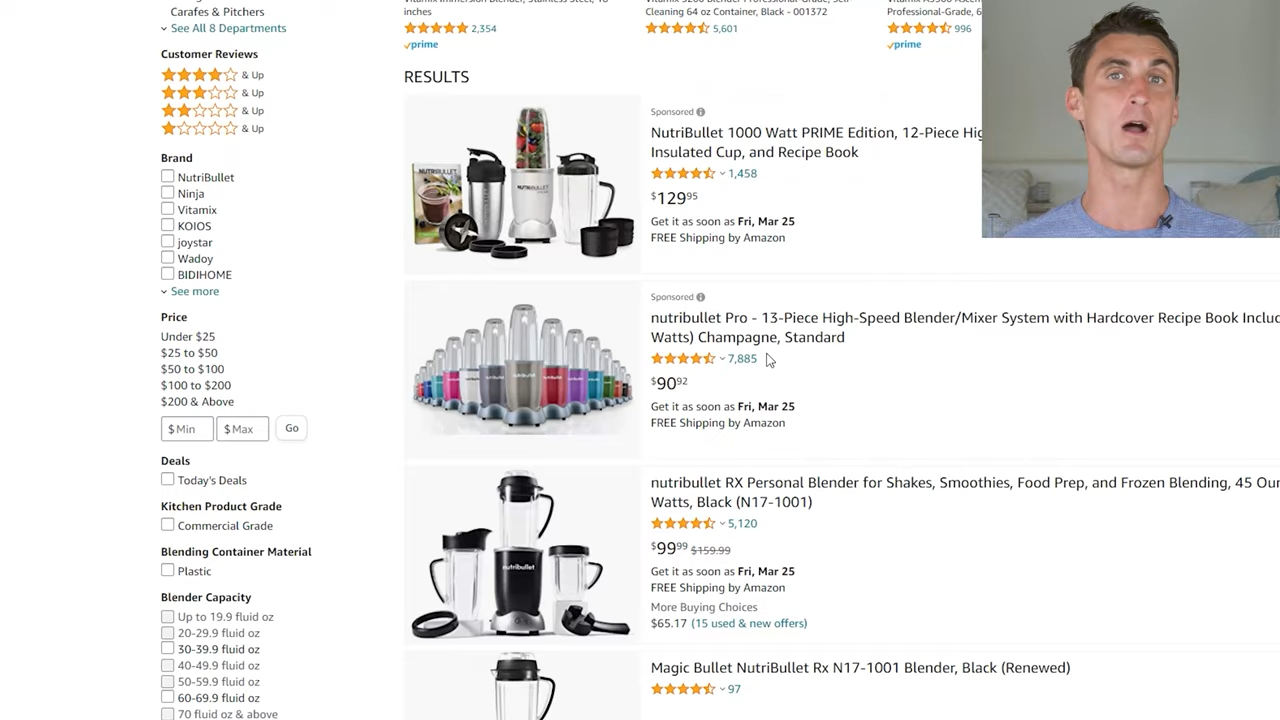 Carafes & Pitchers
See All 8 Departments
Customer Reviews
& Up
& Up
& Up
& Up
Brand
NutriBullet
Ninja
Vitamix
KOIOS
joystar
Wadoy
BIDIHOME
See more
Price
Under $25
$25 to $50
$50 to $100
$100 to $200
$200 & Above
$ Min $ Max Go
Deals
Today's Deals
Kitchen Product Grade
Commercial Grade
Blending Container Material
Plastic
Blender Capacity
Up to 19.9 fluid oz
20-29.9 fluid oz
30-39.9 fluid oz
40-49.9 fluid oz
50-59.9 fluid oz
60-69.9 fluid oz
70 fluid oz & above
inches
2,354
prime
Cleaning 64 oz Container, Black - 001372
5,601
Professional-Grade, 6
996
prime
RESULTS
NUTRIBULLET
nutribullet
Sponsored
NutriBullet 1000 Watt PRIME Edition, 12-Piece Hig
Insulated Cup, and Recipe Book
1,458
$129 95
Get it as soon as Fri, Mar 25
FREE Shipping by Amazon
nutribullet
Sponsored
nutribullet Pro - 13-Piece High-Speed Blender/Mixer System with Hardcover Recipe Book Inclu
Watts) Champagne, Standard
7,885
$90 92
Get it as soon as Fri, Mar 25
FREE Shipping by Amazon
nutribullet
nutribullet RX Personal Blender for Shakes, Smoothies, Food Prep, and Frozen Blending, 45 Our
Watts, Black (N17-1001)
5,120
$99 99 $159.99
Get it as soon as Fri, Mar 25
FREE Shipping by Amazon
More Buying Choices
$65.17 (15 used & new offers)
Magic Bullet NutriBullet Rx N17-1001 Blender, Black (Renewed)
97